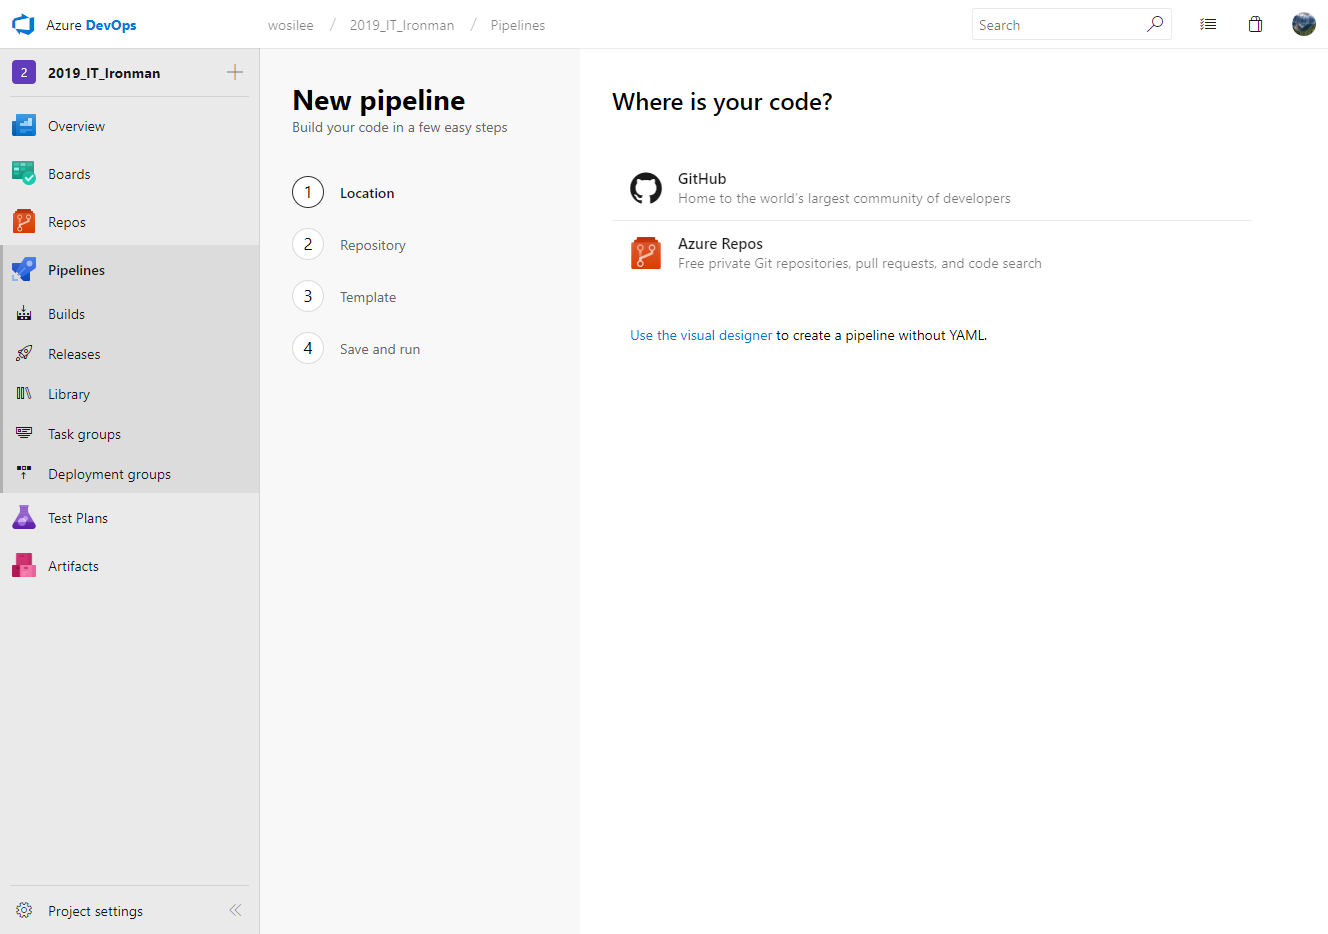 Azure DevOps
wosilee / 2019_IT_Ironman / Pipelines
Search
2 2019_IT_Ironman
Overview
Boards
Repos
Pipelines
Builds
Releases
Library
Task groups
Deployment groups
Test Plans
Artifacts
Project settings
New pipeline
Build your code in a few easy steps
1 Location
2 Repository
3 Template
4 Save and run
Where is your code?
GitHub
Home to the world's largest community of developers
Azure Repos
Free private Git repositories, pull requests, and code search
Use the visual designer to create a pipeline without YAML.